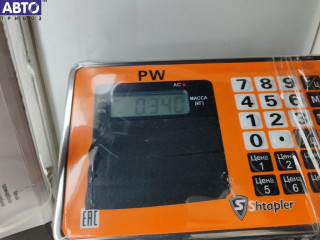 АВТО
ПРИВОЗ
PW
AC
МАССА
(кг)
0.340
7 8 9
4 5 6
1 2 3
0 .
Цена 1
Цена 2
Цена 5
Цена 6
Shtapler
EAC